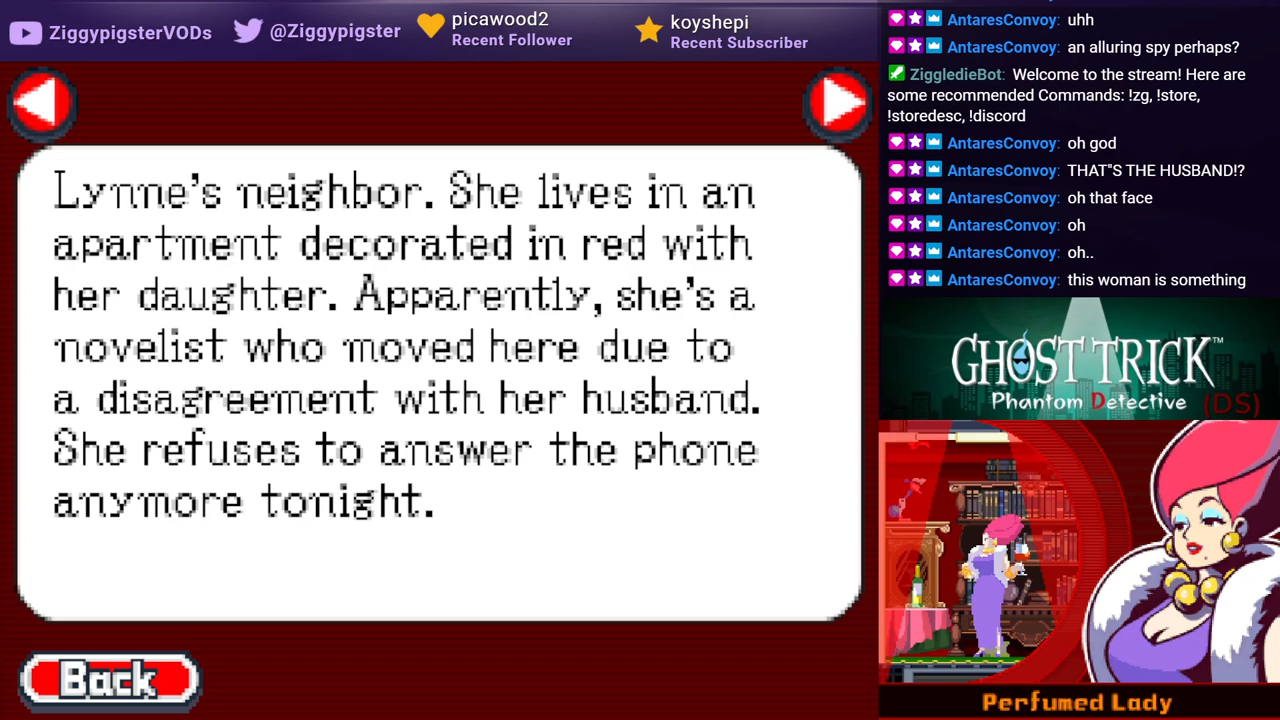 ZiggypigsterVODs
@Ziggypigster
picawood2
Recent Follower
koyshepi
Recent Subscriber
Lynne's neighbor. She lives in an
apartment decorated in red with
her daughter. Apparently, she's a
novelist who moved here due to
a disagreement with her husband.
She refuses to answer the phone
anymore tonight.
Back
AntaresConvoy: uhh
AntaresConvoy: an alluring spy perhaps?
ZiggledieBot: Welcome to the stream! Here are
some recommended Commands: !zg, !store,
!storedesc, !discord
AntaresConvoy: oh god
AntaresConvoy: THAT"S THE HUSBAND!?
AntaresConvoy: oh that face
AntaresConvoy: oh
AntaresConvoy: oh..
AntaresConvoy: this woman is something
GHOST TRICK™
Phantom Detective (DS)
Perfumed Lady